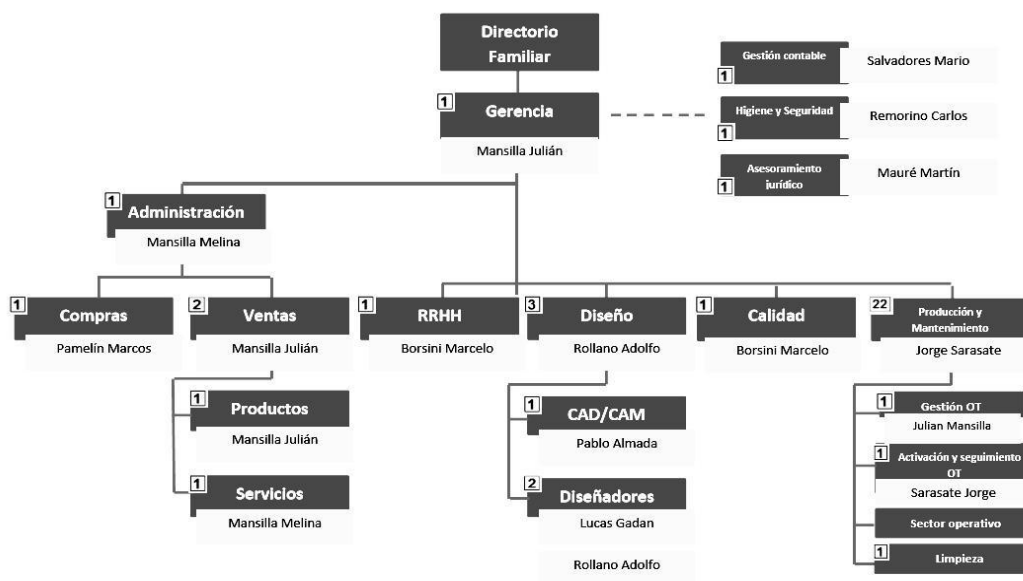 Directorio
Familiar
1
Gerencia
Mansilla Julián
Gestión contable
1
Salvadores Mario
Higiene y Seguridad
1
Remorino Carlos
Asesoramiento
jurídico
1
Mauré Martín
1
Administración
Mansilla Melina
1
Compras
Pamelín Marcos
2
Ventas
Mansilla Julián
1
Productos
Mansilla Julián
1
Servicios
Mansilla Melina
1
RRHH
Borsini Marcelo
3
Diseño
Rollano Adolfo
1
CAD/CAM
Pablo Almada
2
Diseñadores
Lucas Gadan
Rollano Adolfo
1
Calidad
Borsini Marcelo
22
Producción y
Mantenimiento
Jorge Sarasate
1
Gestión OT
Julian Mansilla
1
Activación y seguimiento
OT
Sarasate Jorge
Sector operativo
1
Limpieza